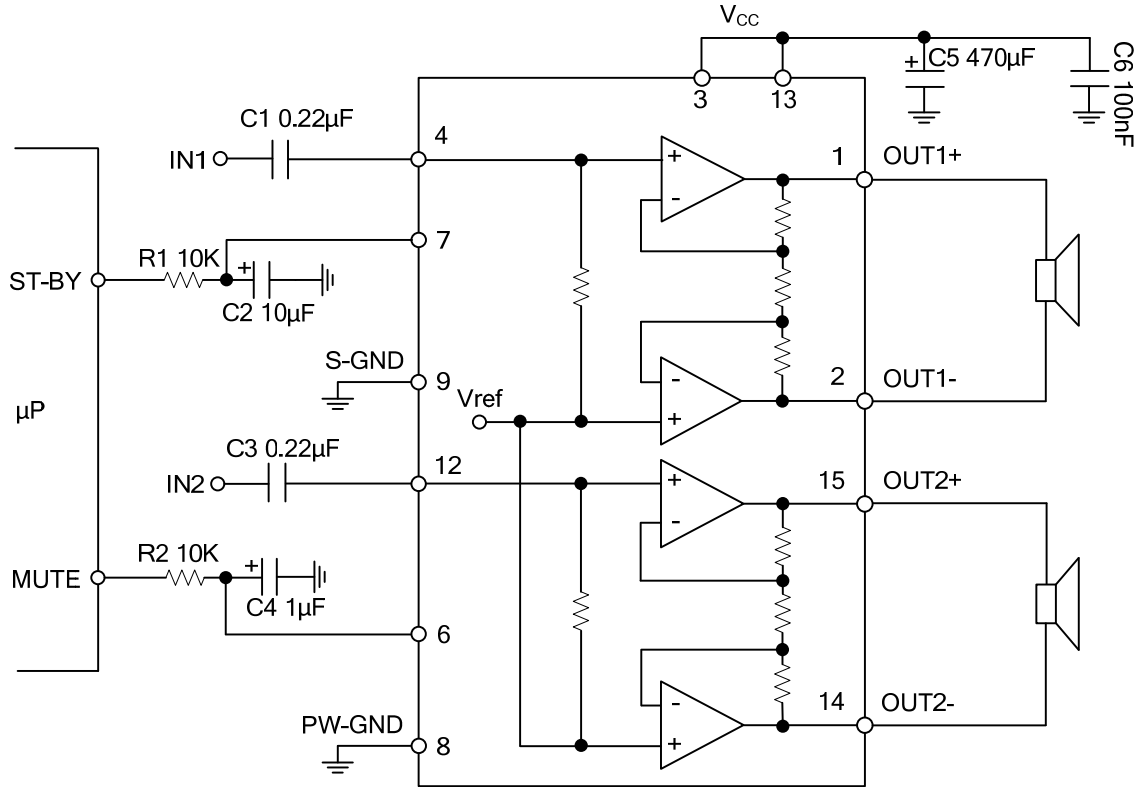 VCC
C5 470µF
C6 100nF
3
13
C1 0.22µF
4
IN1
+
-
1
OUT1+
7
R1 10K
ST-BY
+
C2 10µF
+
S-GND
9
µP
Vref
-
+
2
OUT1-
C3 0.22µF
12
IN2
+
-
15
OUT2+
R2 10K
MUTE
+
C4 1µF
6
-
+
14
OUT2-
PW-GND
8